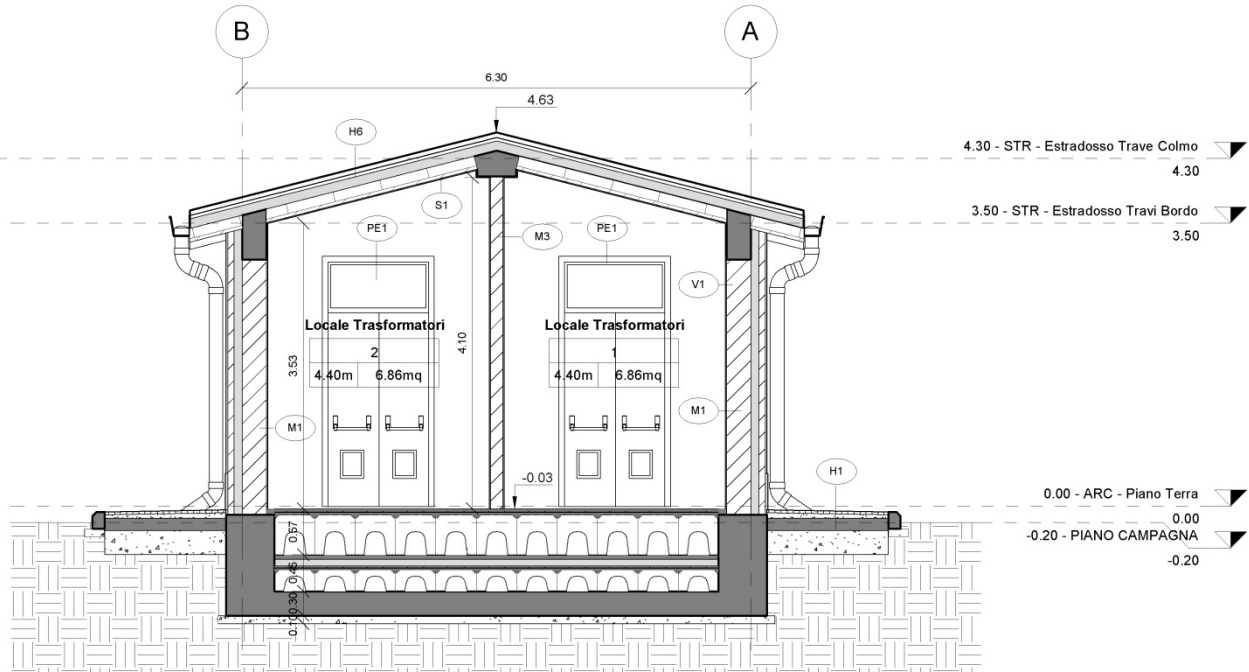 B
A
6.30
4.63
H6
4.30 - STR - Estradosso Trave Colmo
4.30
S1
3.50 - STR - Estradosso Travi Bordo
3.50
PE1
M3
PE1
V1
Locale Trasformatori
2
4.40m 6.86mq
Locale Trasformatori
1
4.40m 6.86mq
3.53
4.10
M1
M1
H1
-0.03
0.00 - ARC - Piano Terra
0.00
-0.20 - PIANO CAMPAGNA
-0.20
0.57
0.45
0.30
0.10